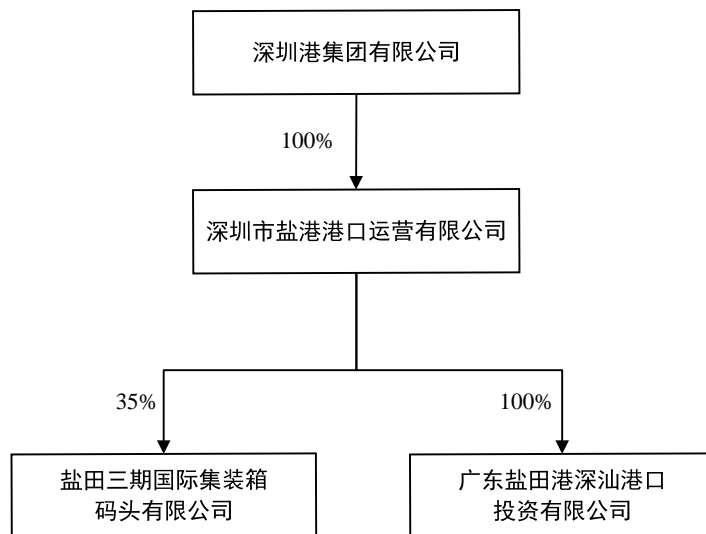 深圳港集团有限公司
100%
深圳市盐港港口运营有限公司
35%
100%
盐田三期国际集装箱
码头有限公司
广东盐田港深汕港口
投资有限公司